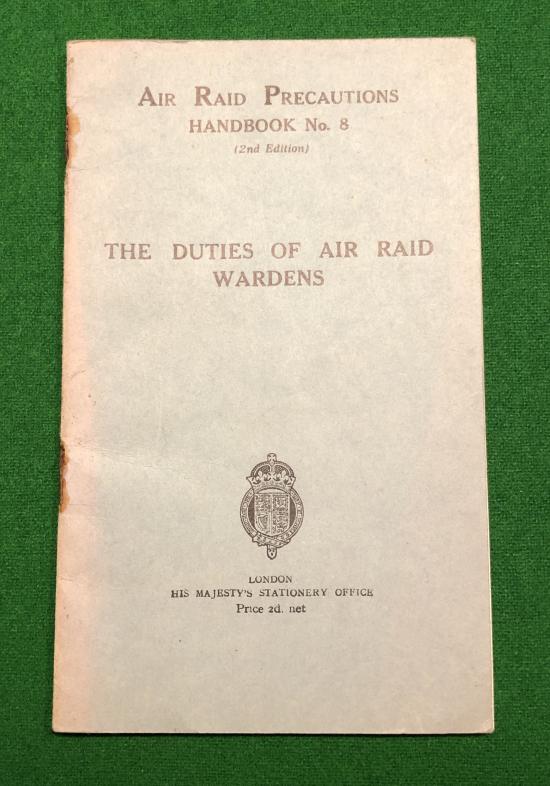 AIR RAID PRECAUTIONS
HANDBOOK No. 8
(2nd Edition)
THE DUTIES OF AIR RAID
WARDENS
LONDON
HIS MAJESTY'S STATIONERY OFFICE
Price 2d. net